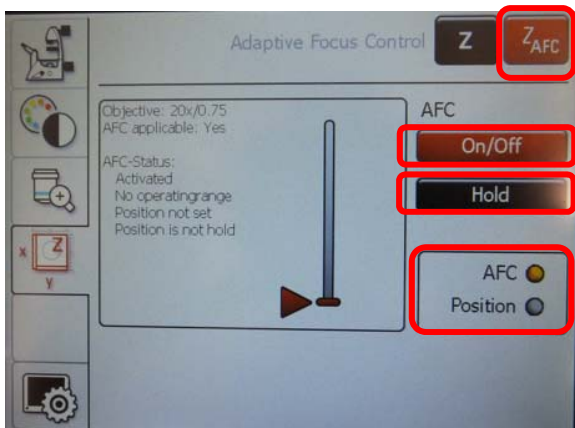 Adaptive Focus Control
Z
ZAFC
Objective: 20x/0.75
AFC applicable: Yes
AFC-Status:
Activated
No operatingrange
Position not set
Position is not hold
AFC
On/Off
Hold
AFC
Position
x Z
y